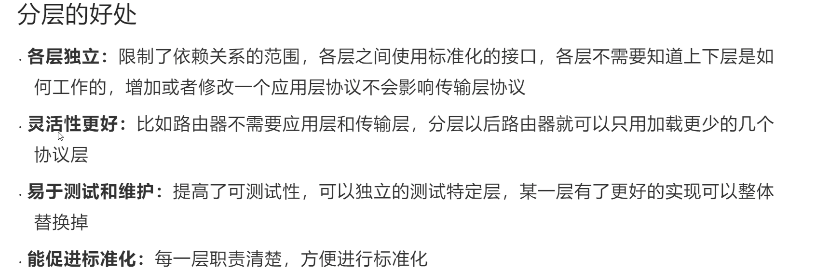 分层的好处
· 各层独立：限制了依赖关系的范围，各层之间使用标准化的接口，各层不需要知道上下层是如
何工作的，增加或者修改一个应用层协议不会影响传输层协议
· 灵活性更好：比如路由器不需要应用层和传输层，分层以后路由器就可以只用加载更少的几个
协议层
· 易于测试和维护：提高了可测试性，可以独立的测试特定层，某一层有了更好的实现可以整体
替换掉
· 能促进标准化：每一层职责清楚，方便进行标准化